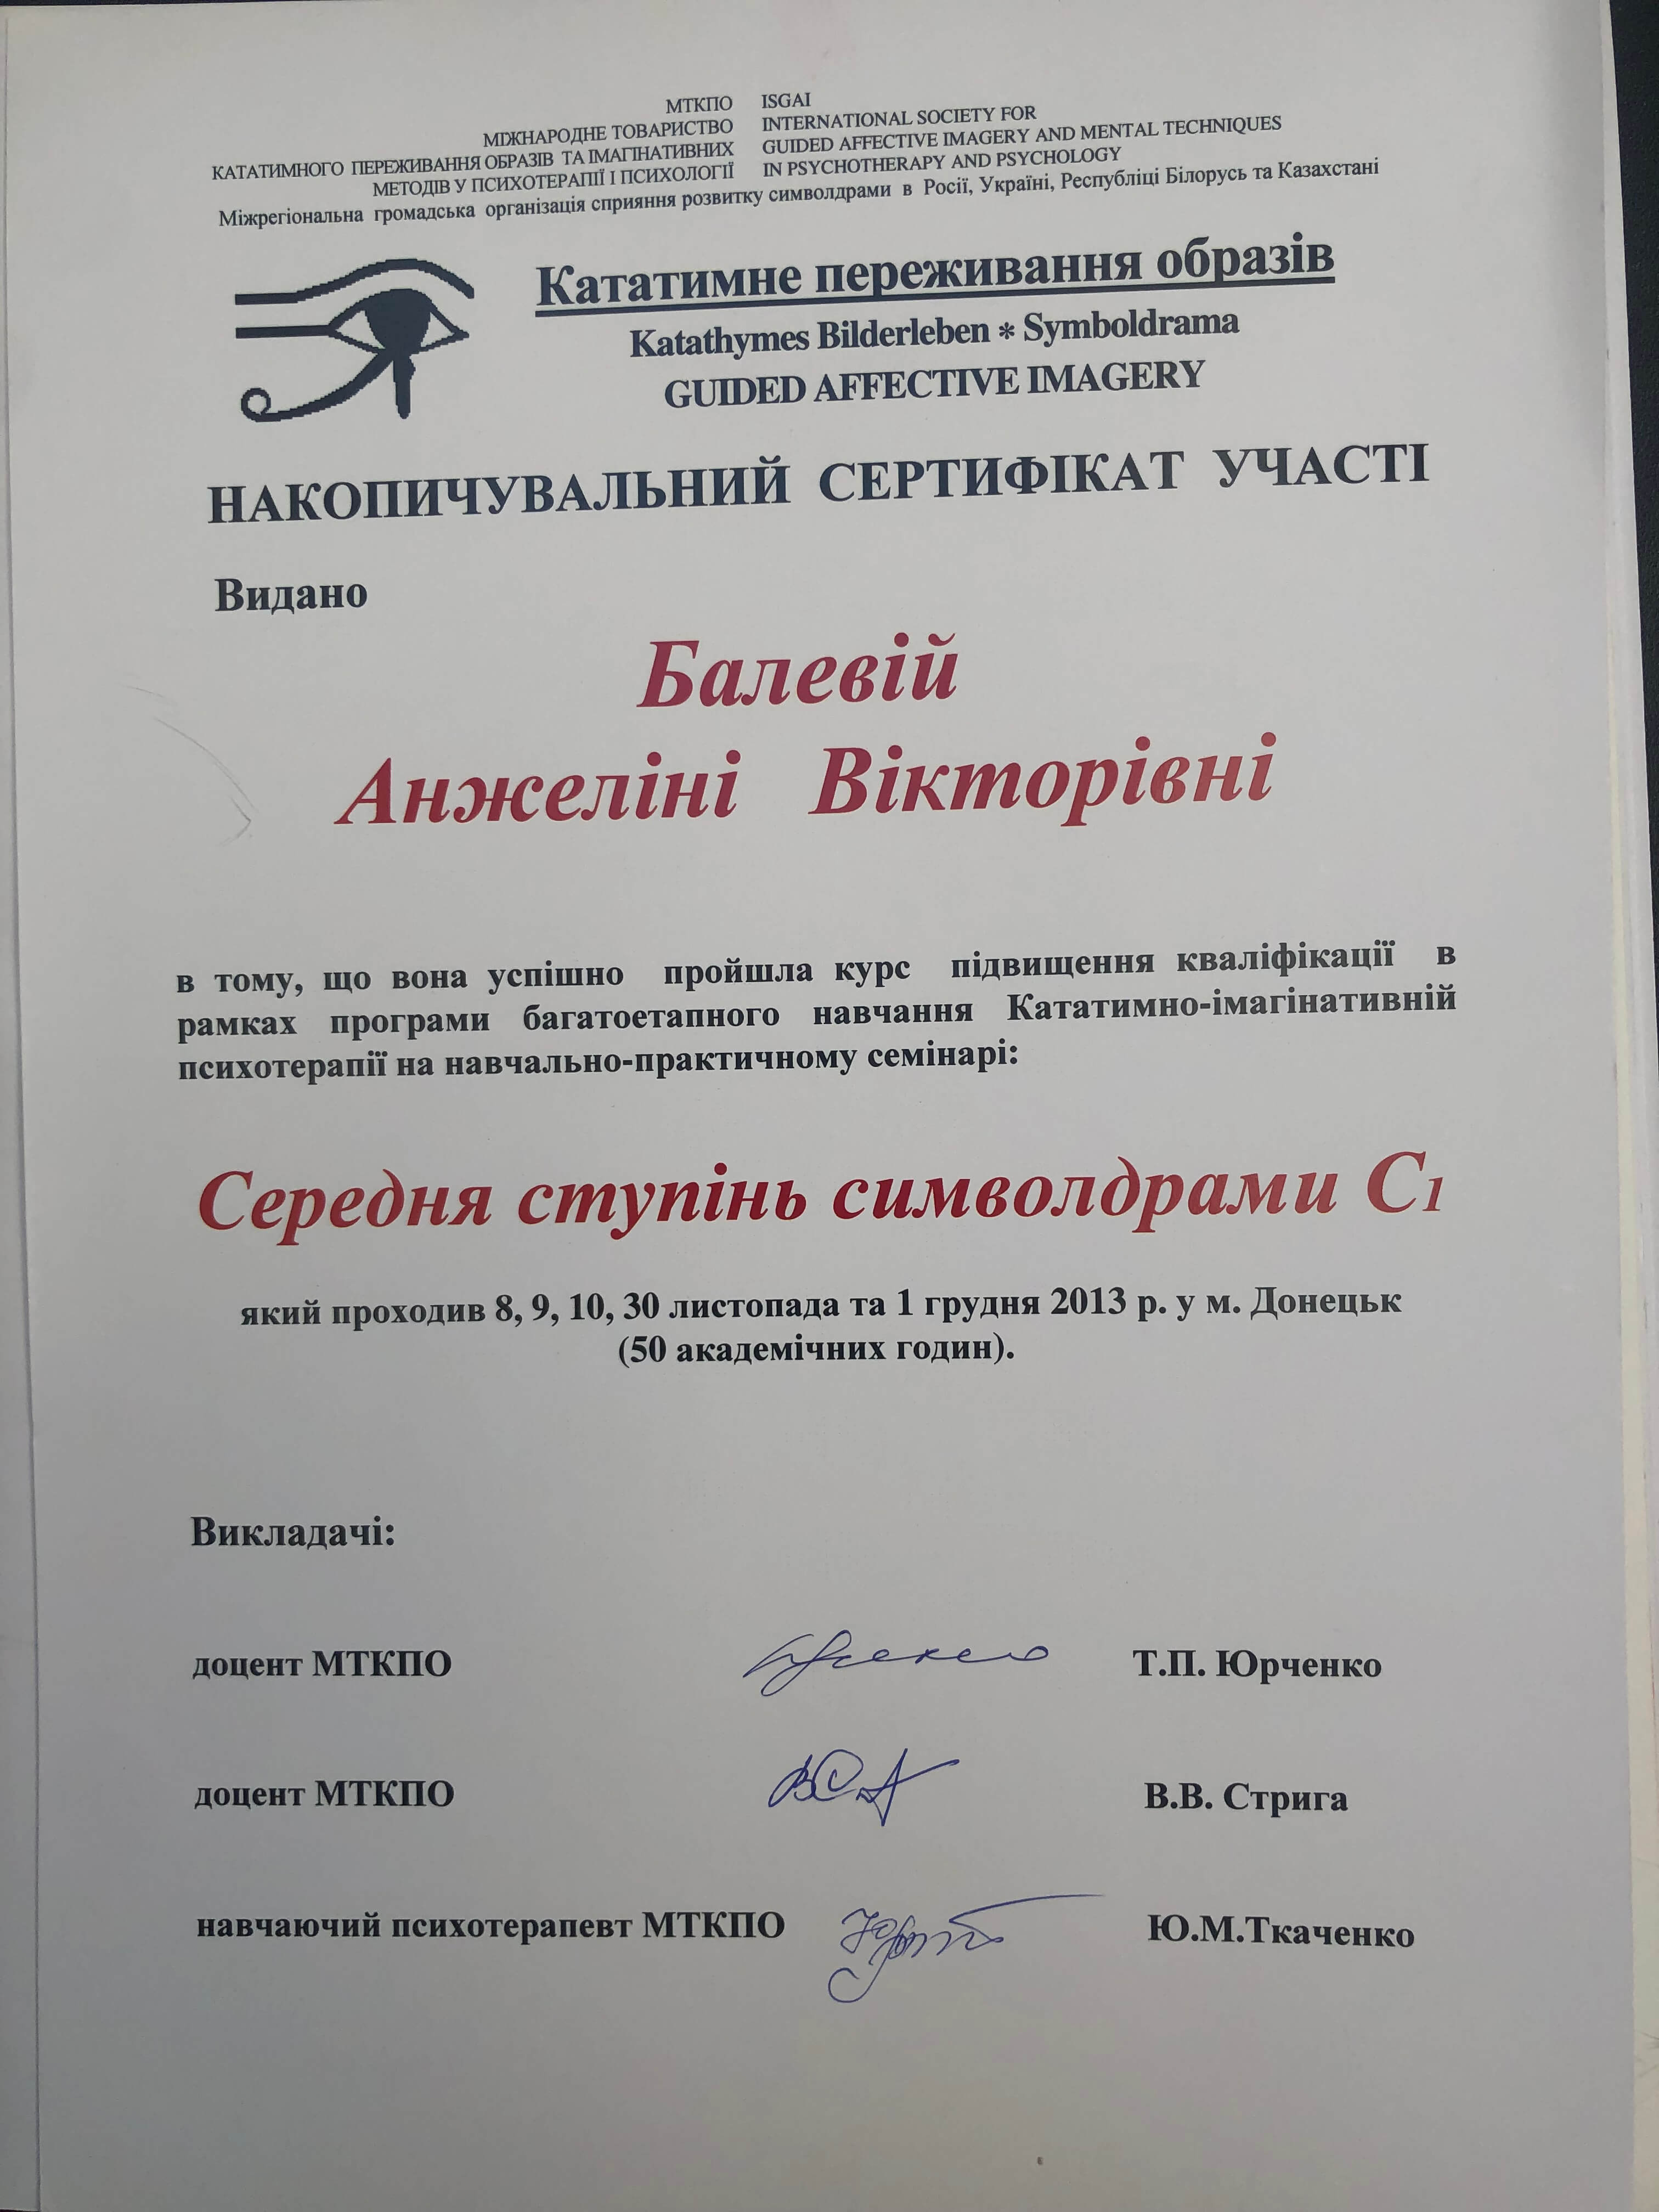 МТКПО
МІЖНАРОДНЕ ТОВАРИСТВО
КАТАТИМНОГО ПЕРЕЖИВАННЯ ОБРАЗІВ ТА ІМАГІНАТИВНИХ
МЕТОДІВ У ПСИХОТЕРАПІЇ І ПСИХОЛОГІЇ
ISGAI
INTERNATIONAL SOCIETY FOR
GUIDED AFFECTIVE IMAGERY AND MENTAL TECHNIQUES
IN PSYCHOTHERAPY AND PSYCHOLOGY
Міжрегіональна громадська організація сприяння розвитку символдрами в Росії, Україні, Республіці Білорусь та Казахстані
Кататимне переживання образів
Katathymes Bilderleben * Symboldrama
GUIDED AFFECTIVE IMAGERY
НАКОПИЧУВАЛЬНИЙ СЕРТИФІКАТ УЧАСТІ
Видано
Балевій
Анжеліні Вікторівні
в тому, що вона успішно пройшла курс підвищення кваліфікації в
рамках програми багатоетапного навчання Кататимно-імагінативній
психотерапії на навчально-практичному семінарі:
Середня ступінь символдрами С1
який проходив 8, 9, 10, 30 листопада та 1 грудня 2013 р. у м. Донецьк
(50 академічних годин).
Викладачі:
доцент МТКПО Т.П. Юрченко
доцент МТКПО В.В. Стрига
навчаючий психотерапевт МТКПО Ю.М.Ткаченко